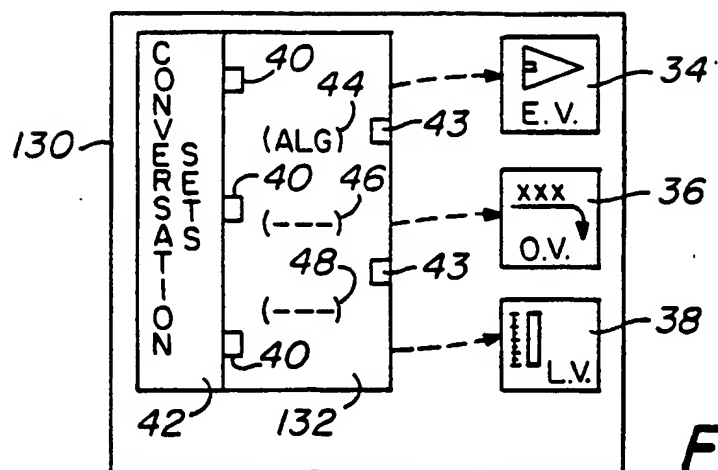 CONVERSATION
SETS
40
44
34
(ALG)
43
E.V.
130
40
46
(---)
XXX
36
O.V.
48
43
(---)
40
38
L.V.
42
132
F